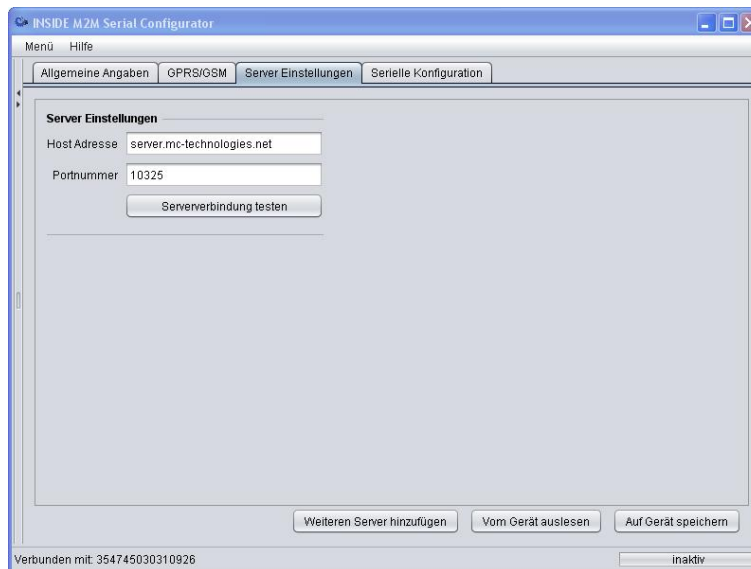 INSIDE M2M Serial Configurator
Menü Hilfe
Allgemeine Angaben GPRS/GSM Server Einstellungen Serielle Konfiguration
Server Einstellungen
Host Adresse server.mc-technologies.net
Portnummer 10325
Serververbindung testen
Weiteren Server hinzufügen Vom Gerät auslesen Auf Gerät speichern
Verbunden mit: 354745030310926 inaktiv